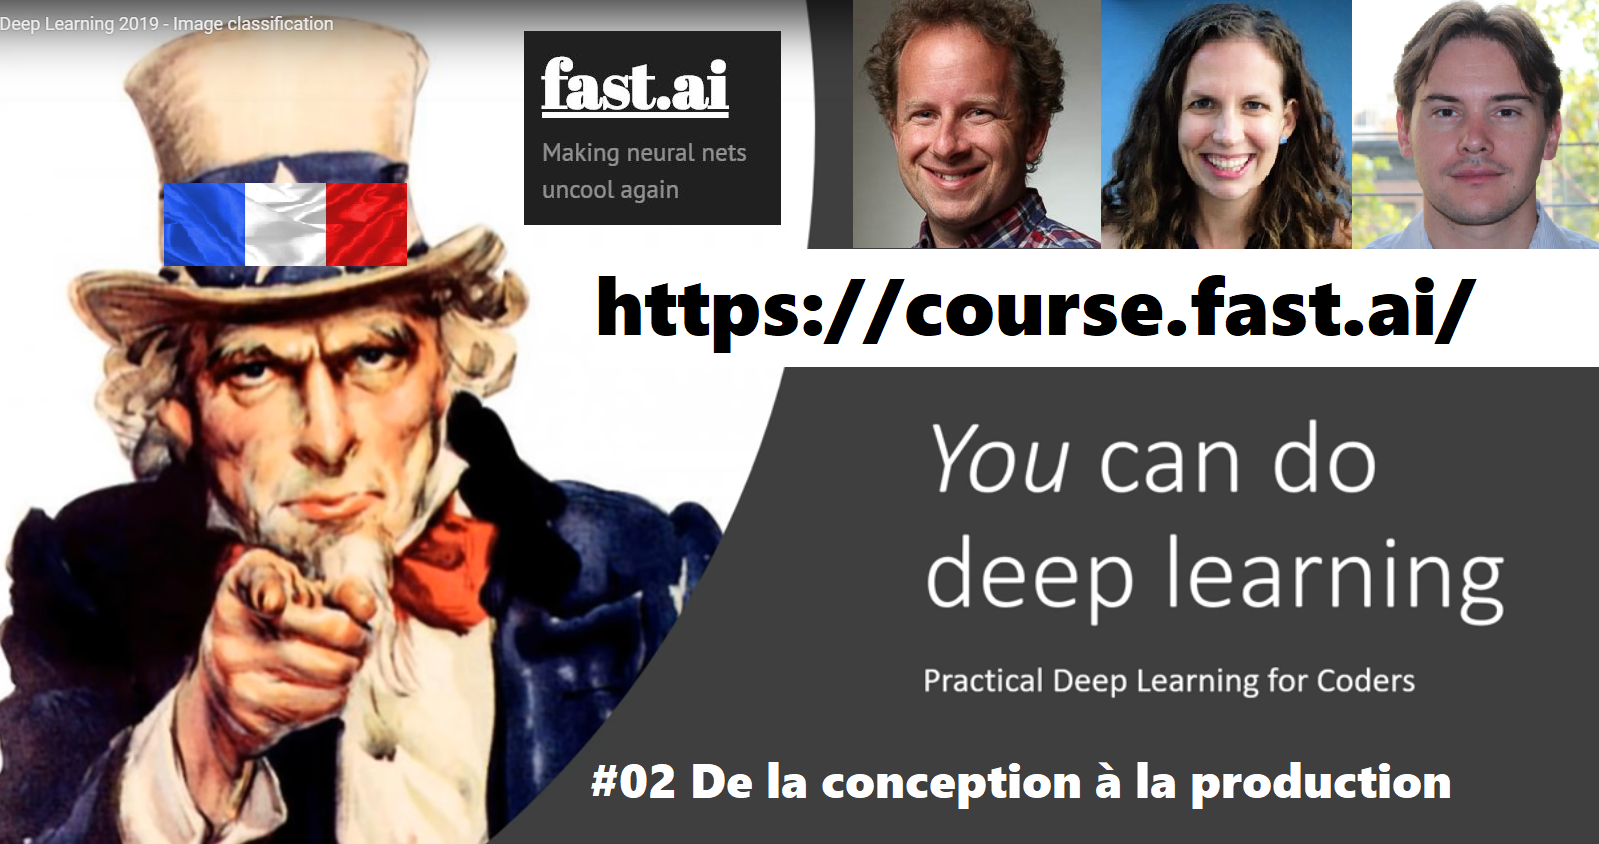 Deep Learning 2019 - Image classification
fast.ai
Making neural nets
uncool again
https://course.fast.ai/
You can do
deep learning
Practical Deep Learning for Coders
#02 De la conception à la production